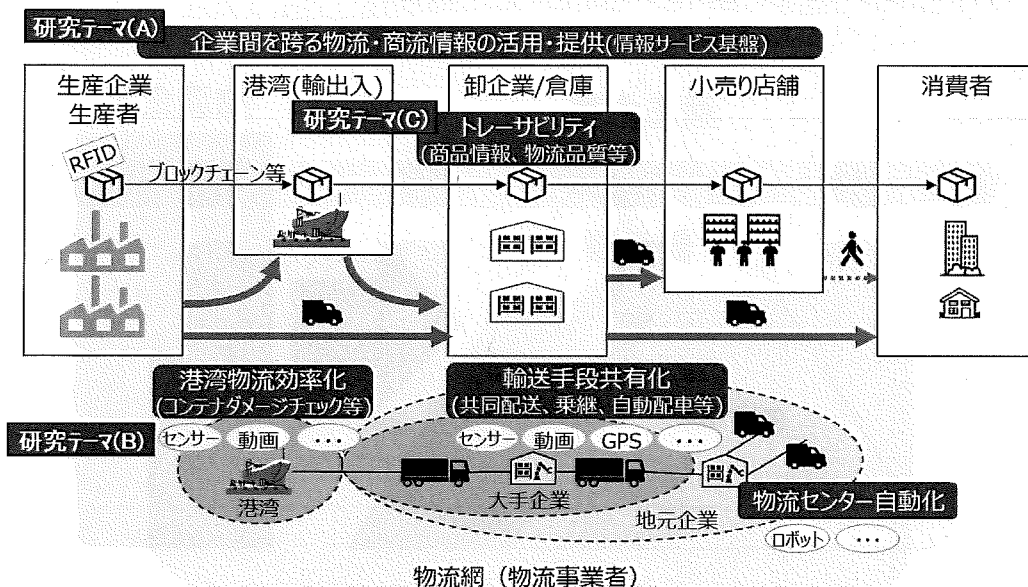 研究テーマ(A)
企業間を跨る物流・商流情報の活用・提供(情報サービス基盤)
生産企業
生産者
港湾(輸出入)
卸企業/倉庫
小売り店舗
消費者
研究テーマ(C)
トレーサビリティ
(商品情報、物流品質等)
RFID
ブロックチェーン等
港湾物流効率化
(コンテナダメージチェック等)
輸送手段共有化
(共同配送、乗継、自動配車等)
研究テーマ(B)
センサー
動画
・・・
センサー
動画
GPS
・・・
港湾
大手企業
地元企業
物流センター自動化
ロボット
・・・
物流網(物流事業者)